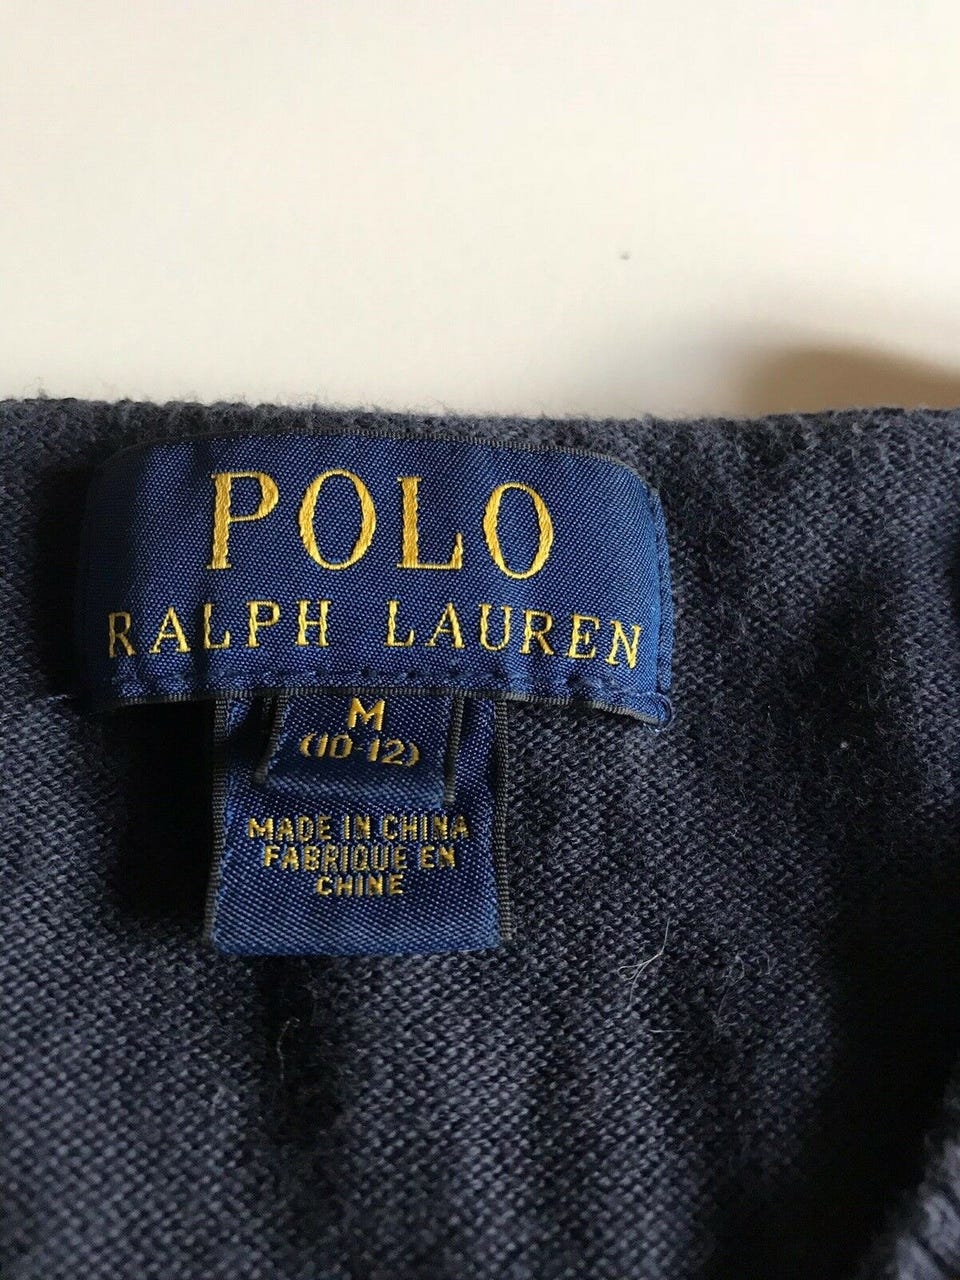 POLO
RALPH LAUREN
M
(10-12)
MADE IN CHINA
FABRIQUE EN
CHINE